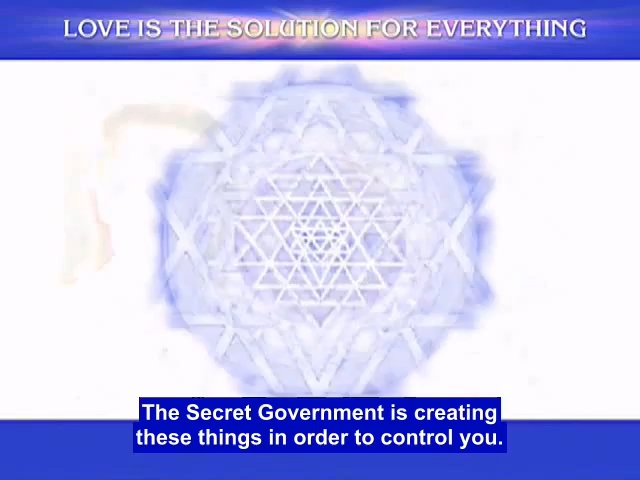 LOVE IS THE SOLUTION FOR EVERYTHING
The Secret Government is creating
these things in order to control you.